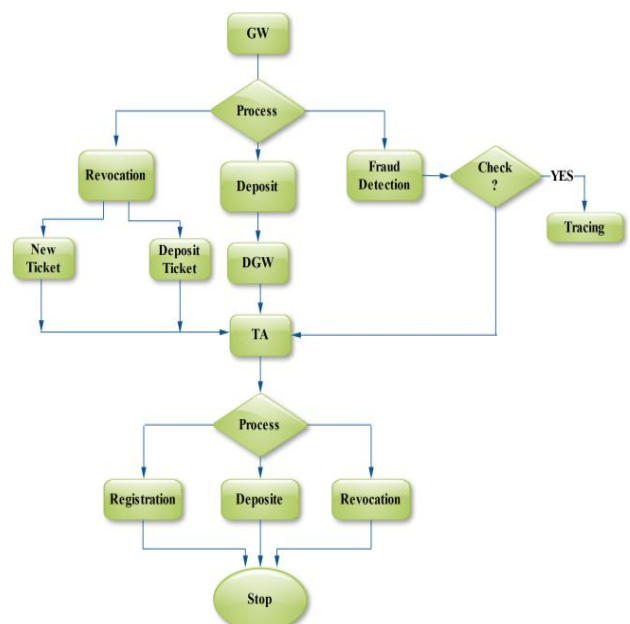 GW
Process
Revocation
Deposit
Fraud
Detection
Check
?
YES
Tracing
New
Ticket
Deposit
Ticket
DGW
TA
Process
Registration
Deposite
Revocation
Stop